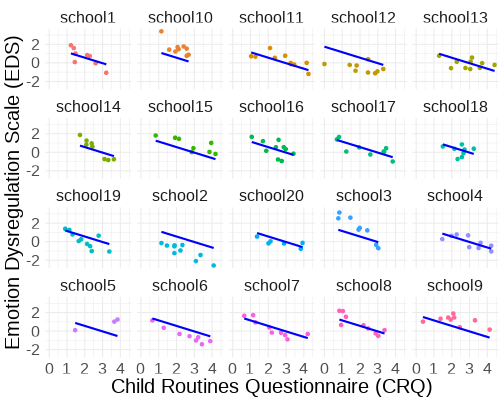 school1 school10 school11 school12 school13
2
0
-2
school14 school15 school16 school17 school18
2
0
-2
school19 school2 school20 school3 school4
2
0
-2
school5 school6 school7 school8 school9
2
0
-2
0 1 2 3 4 0 1 2 3 4 0 1 2 3 4 0 1 2 3 4 0 1 2 3 4
Child Routines Questionnaire (CRQ)
Emotion Dysregulation Scale (EDS)